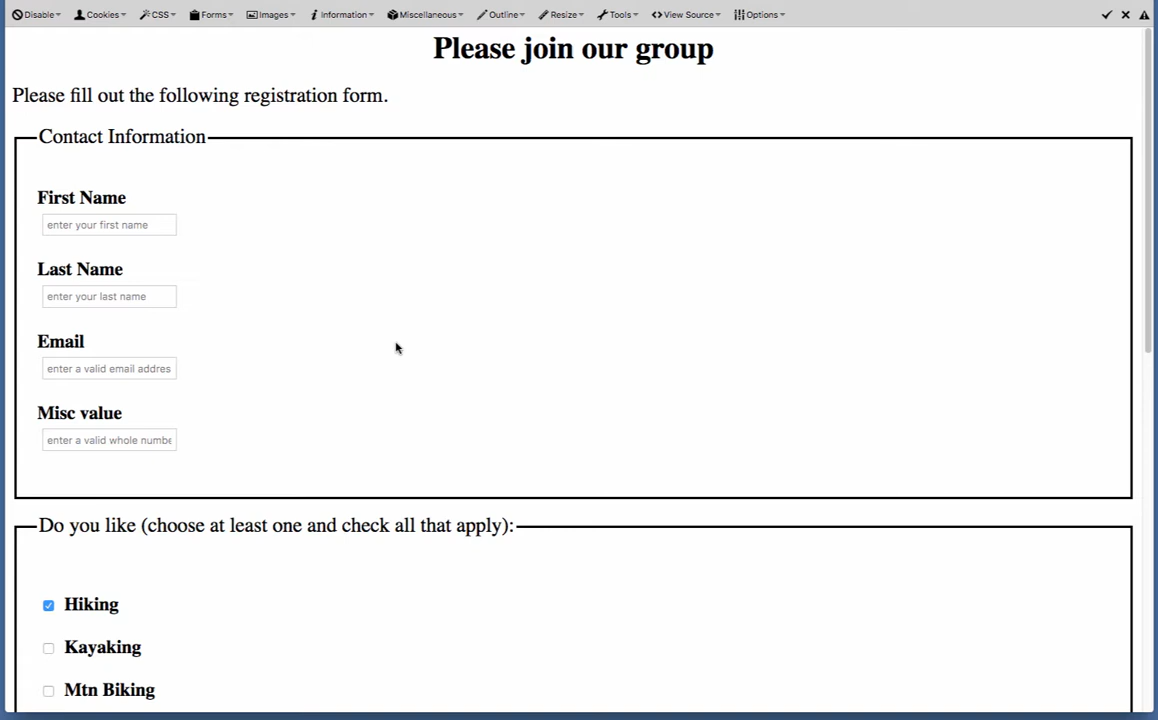 Disable Cookies CSS Forms Images Information Miscellaneous Outline Resize Tools View Source Options
Please join our group
Please fill out the following registration form.
Contact Information
First Name
enter your first name
Last Name
enter your last name
Email
enter a valid email addres
Misc value
enter a valid whole numbe
Do you like (choose at least one and check all that apply):
Hiking
Kayaking
Mtn Biking